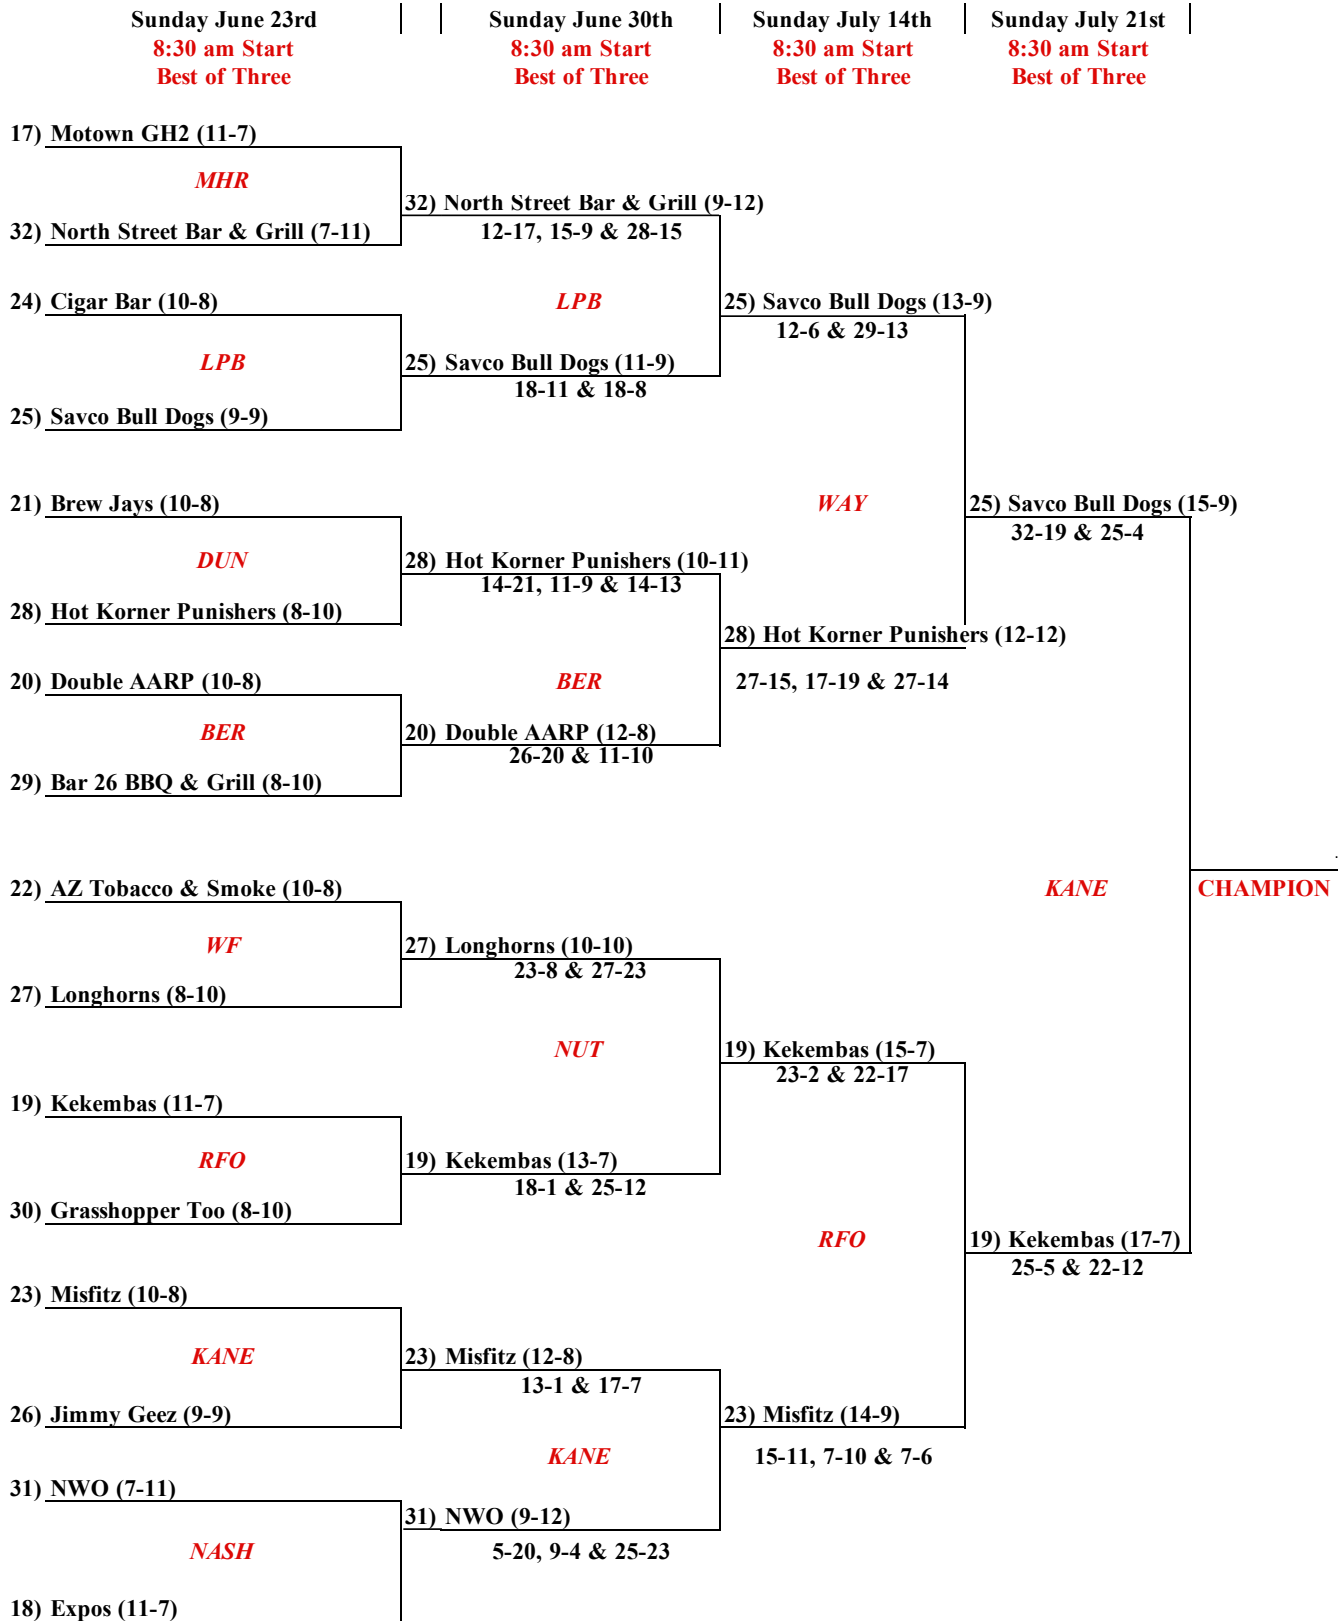 Sunday June 23rd Sunday June 30th Sunday July 14th Sunday July 21st
8:30 am Start 8:30 am Start 8:30 am Start 8:30 am Start
Best of Three Best of Three Best of Three Best of Three
17) Motown GH2 (11-7)
MHR
32) North Street Bar & Grill (9-12)
32) North Street Bar & Grill (7-11) 12-17, 15-9 & 28-15
24) Cigar Bar (10-8) LPB 25) Savco Bull Dogs (13-9)
12-6 & 29-13
LPB 25) Savco Bull Dogs (11-9)
18-11 & 18-8
25) Savco Bull Dogs (9-9)
21) Brew Jays (10-8) WAY 25) Savco Bull Dogs (15-9)
32-19 & 25-4
DUN 28) Hot Korner Punishers (10-11)
14-21, 11-9 & 14-13
28) Hot Korner Punishers (8-10)
28) Hot Korner Punishers (12-12)
20) Double AARP (10-8) BER 27-15, 17-19 & 27-14
BER 20) Double AARP (12-8)
26-20 & 11-10
29) Bar 26 BBQ & Grill (8-10)
22) AZ Tobacco & Smoke (10-8) KANE CHAMPION
WF 27) Longhorns (10-10)
23-8 & 27-23
27) Longhorns (8-10)
NUT 19) Kekembas (15-7)
23-2 & 22-17
19) Kekembas (11-7)
RFO 19) Kekembas (13-7)
18-1 & 25-12
30) Grasshopper Too (8-10)
RFO 19) Kekembas (17-7)
25-5 & 22-12
23) Misfitz (10-8)
KANE 23) Misfitz (12-8)
13-1 & 17-7
26) Jimmy Geez (9-9) 23) Misfitz (14-9)
KANE 15-11, 7-10 & 7-6
31) NWO (7-11)
31) NWO (9-12)
NASH 5-20, 9-4 & 25-23
18) Expos (11-7)